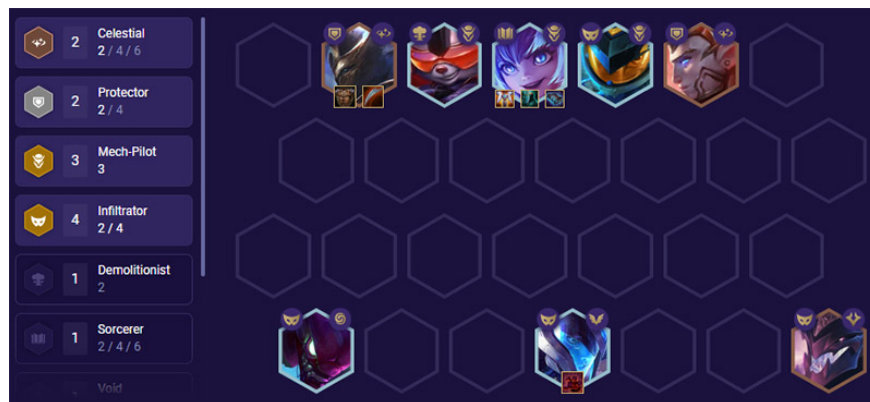 2 Celestial
2 / 4 / 6
2 Protector
2 / 4
3 Mech-Pilot
3
4 Infiltrator
2 / 4
1 Demolitionist
2
1 Sorcerer
2 / 4 / 6
Void